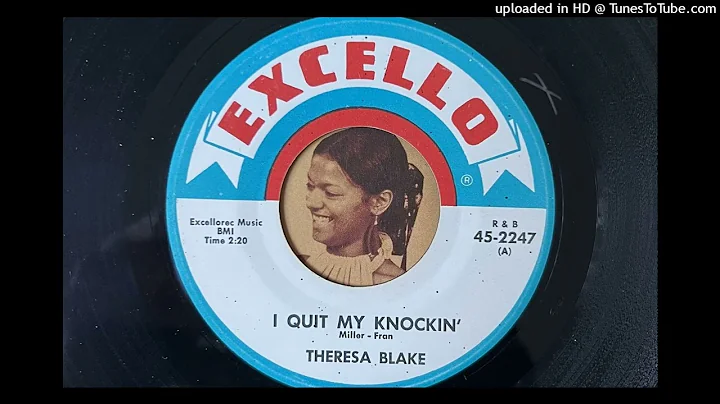 uploaded in HD @ TunesToTube.com
EXCELLO
®
Excellorec Music
BMI
Time 2:20
R & B
45-2247
(A)
I QUIT MY KNOCKIN'
Miller - Fran
THERESA BLAKE